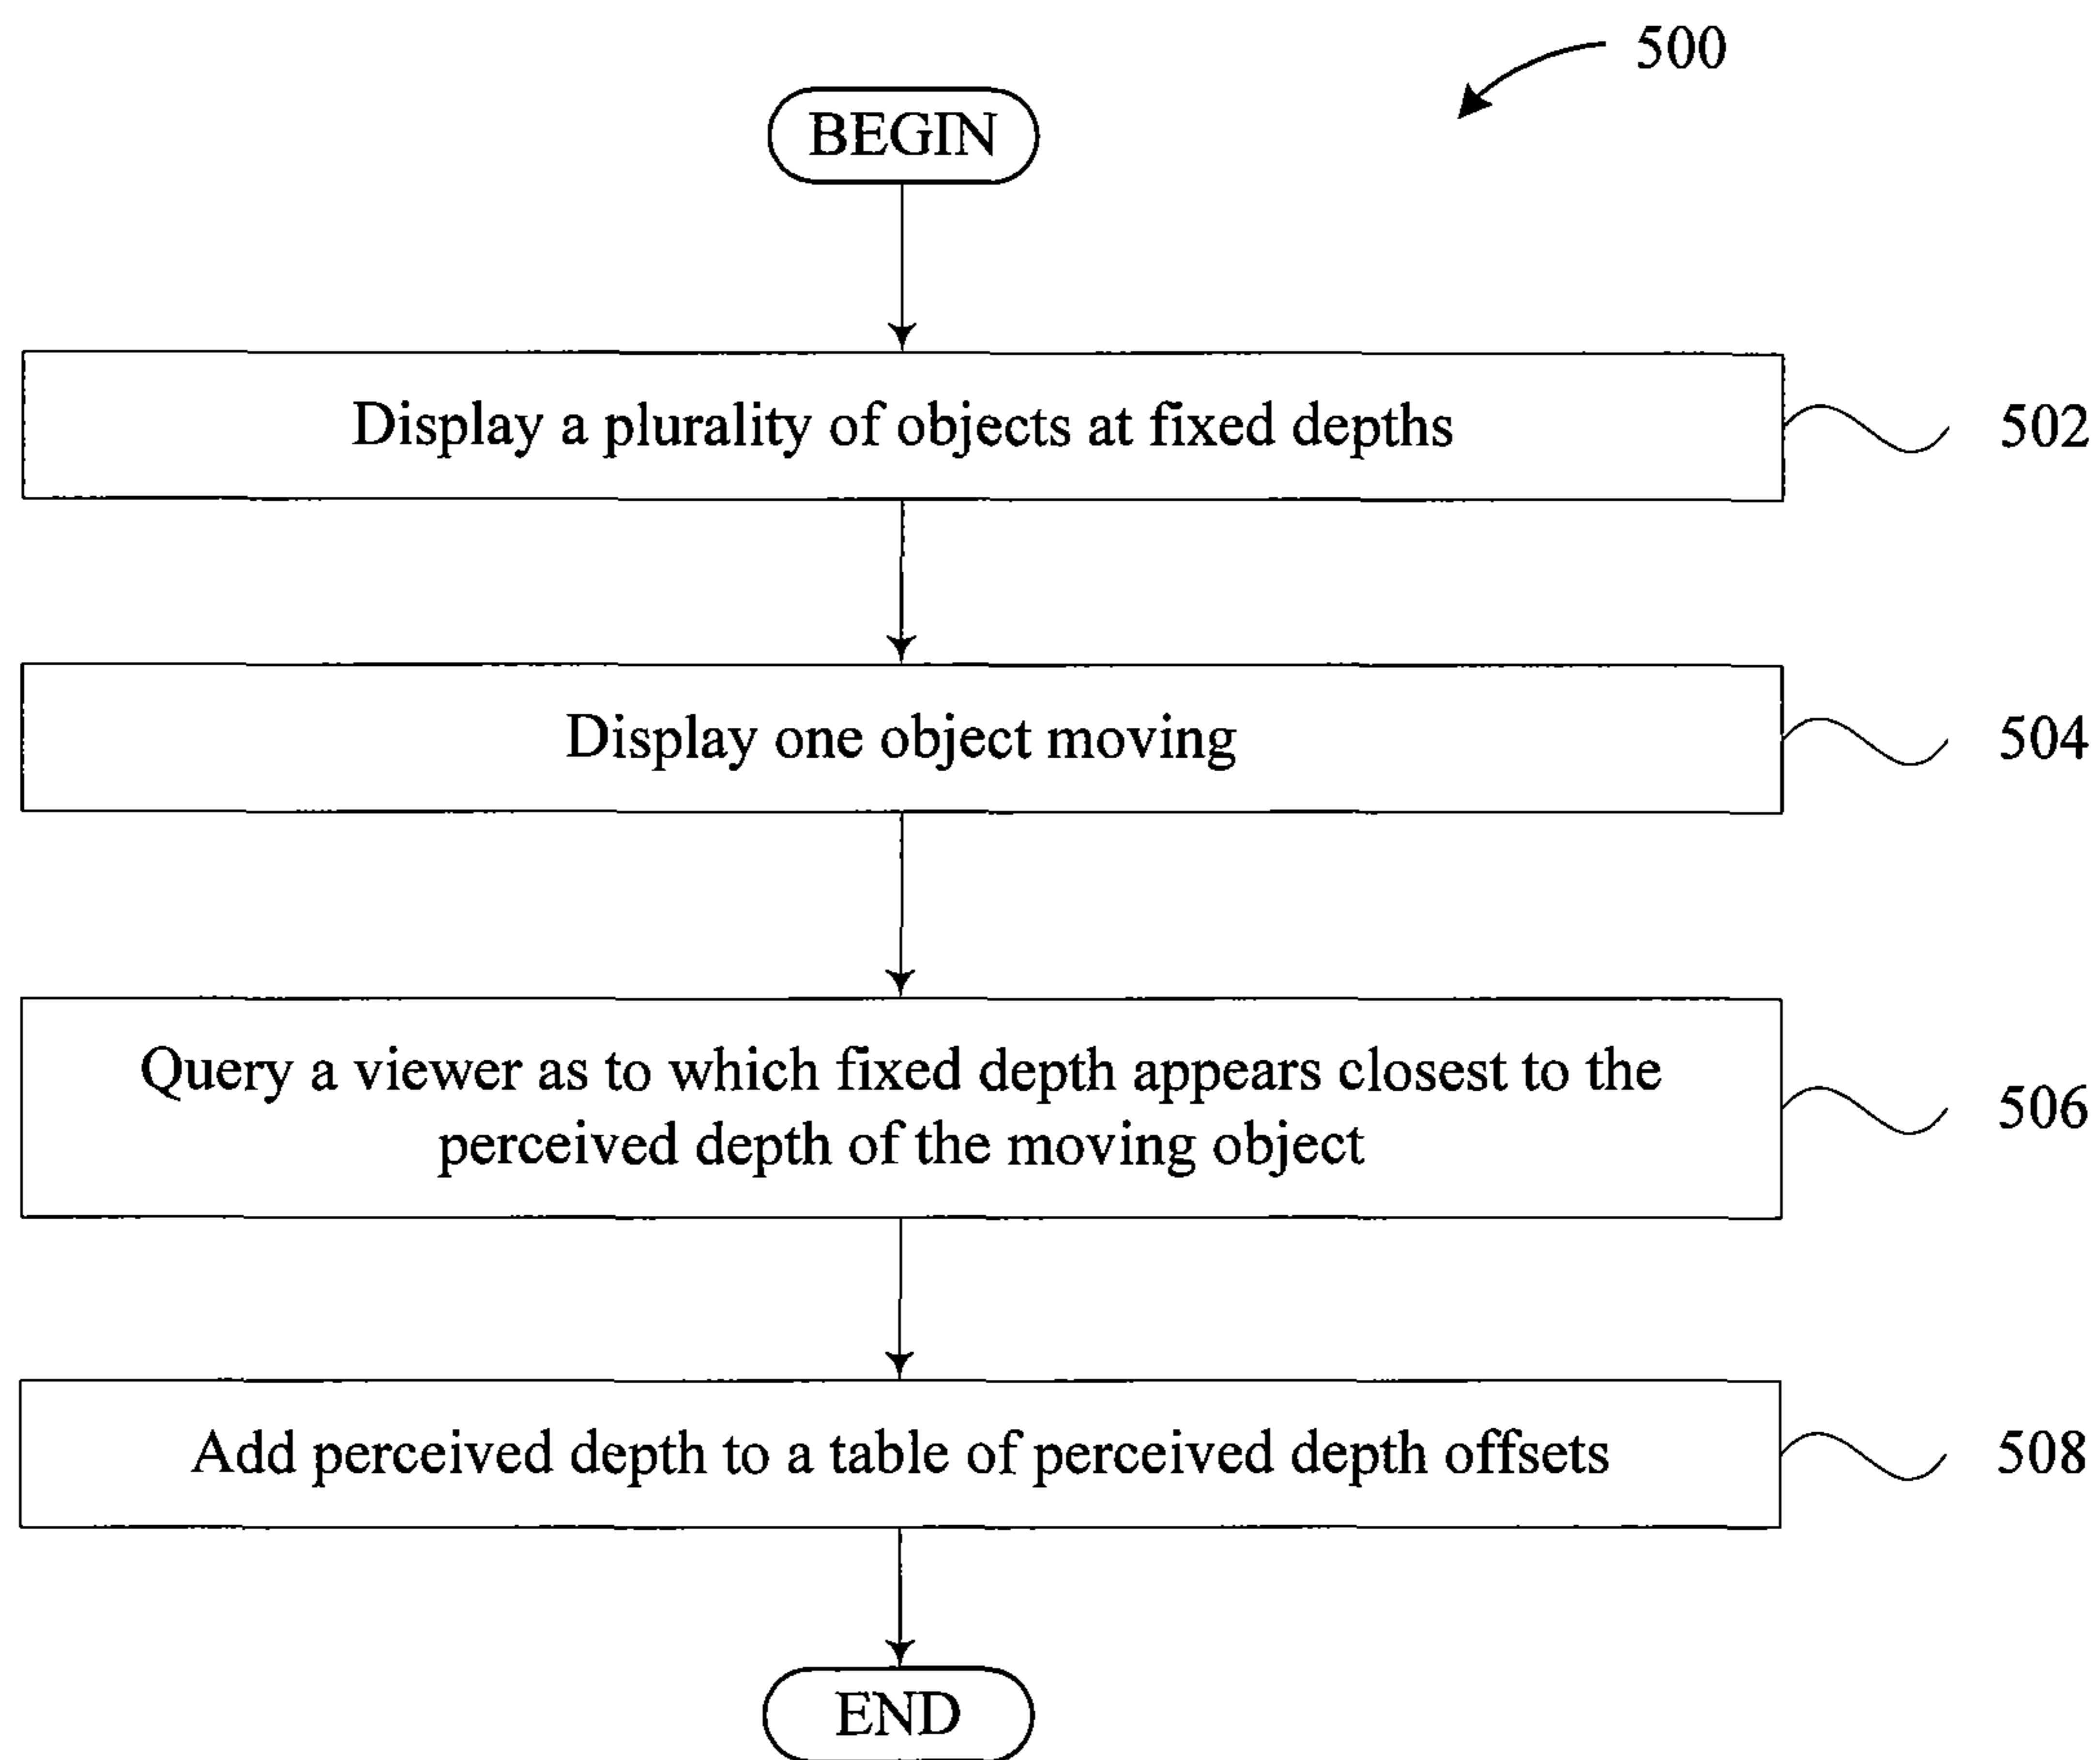 500
BEGIN
Display a plurality of objects at fixed depths
502
Display one object moving
504
Query a viewer as to which fixed depth appears closest to the
perceived depth of the moving object
506
Add perceived depth to a table of perceived depth offsets
508
END